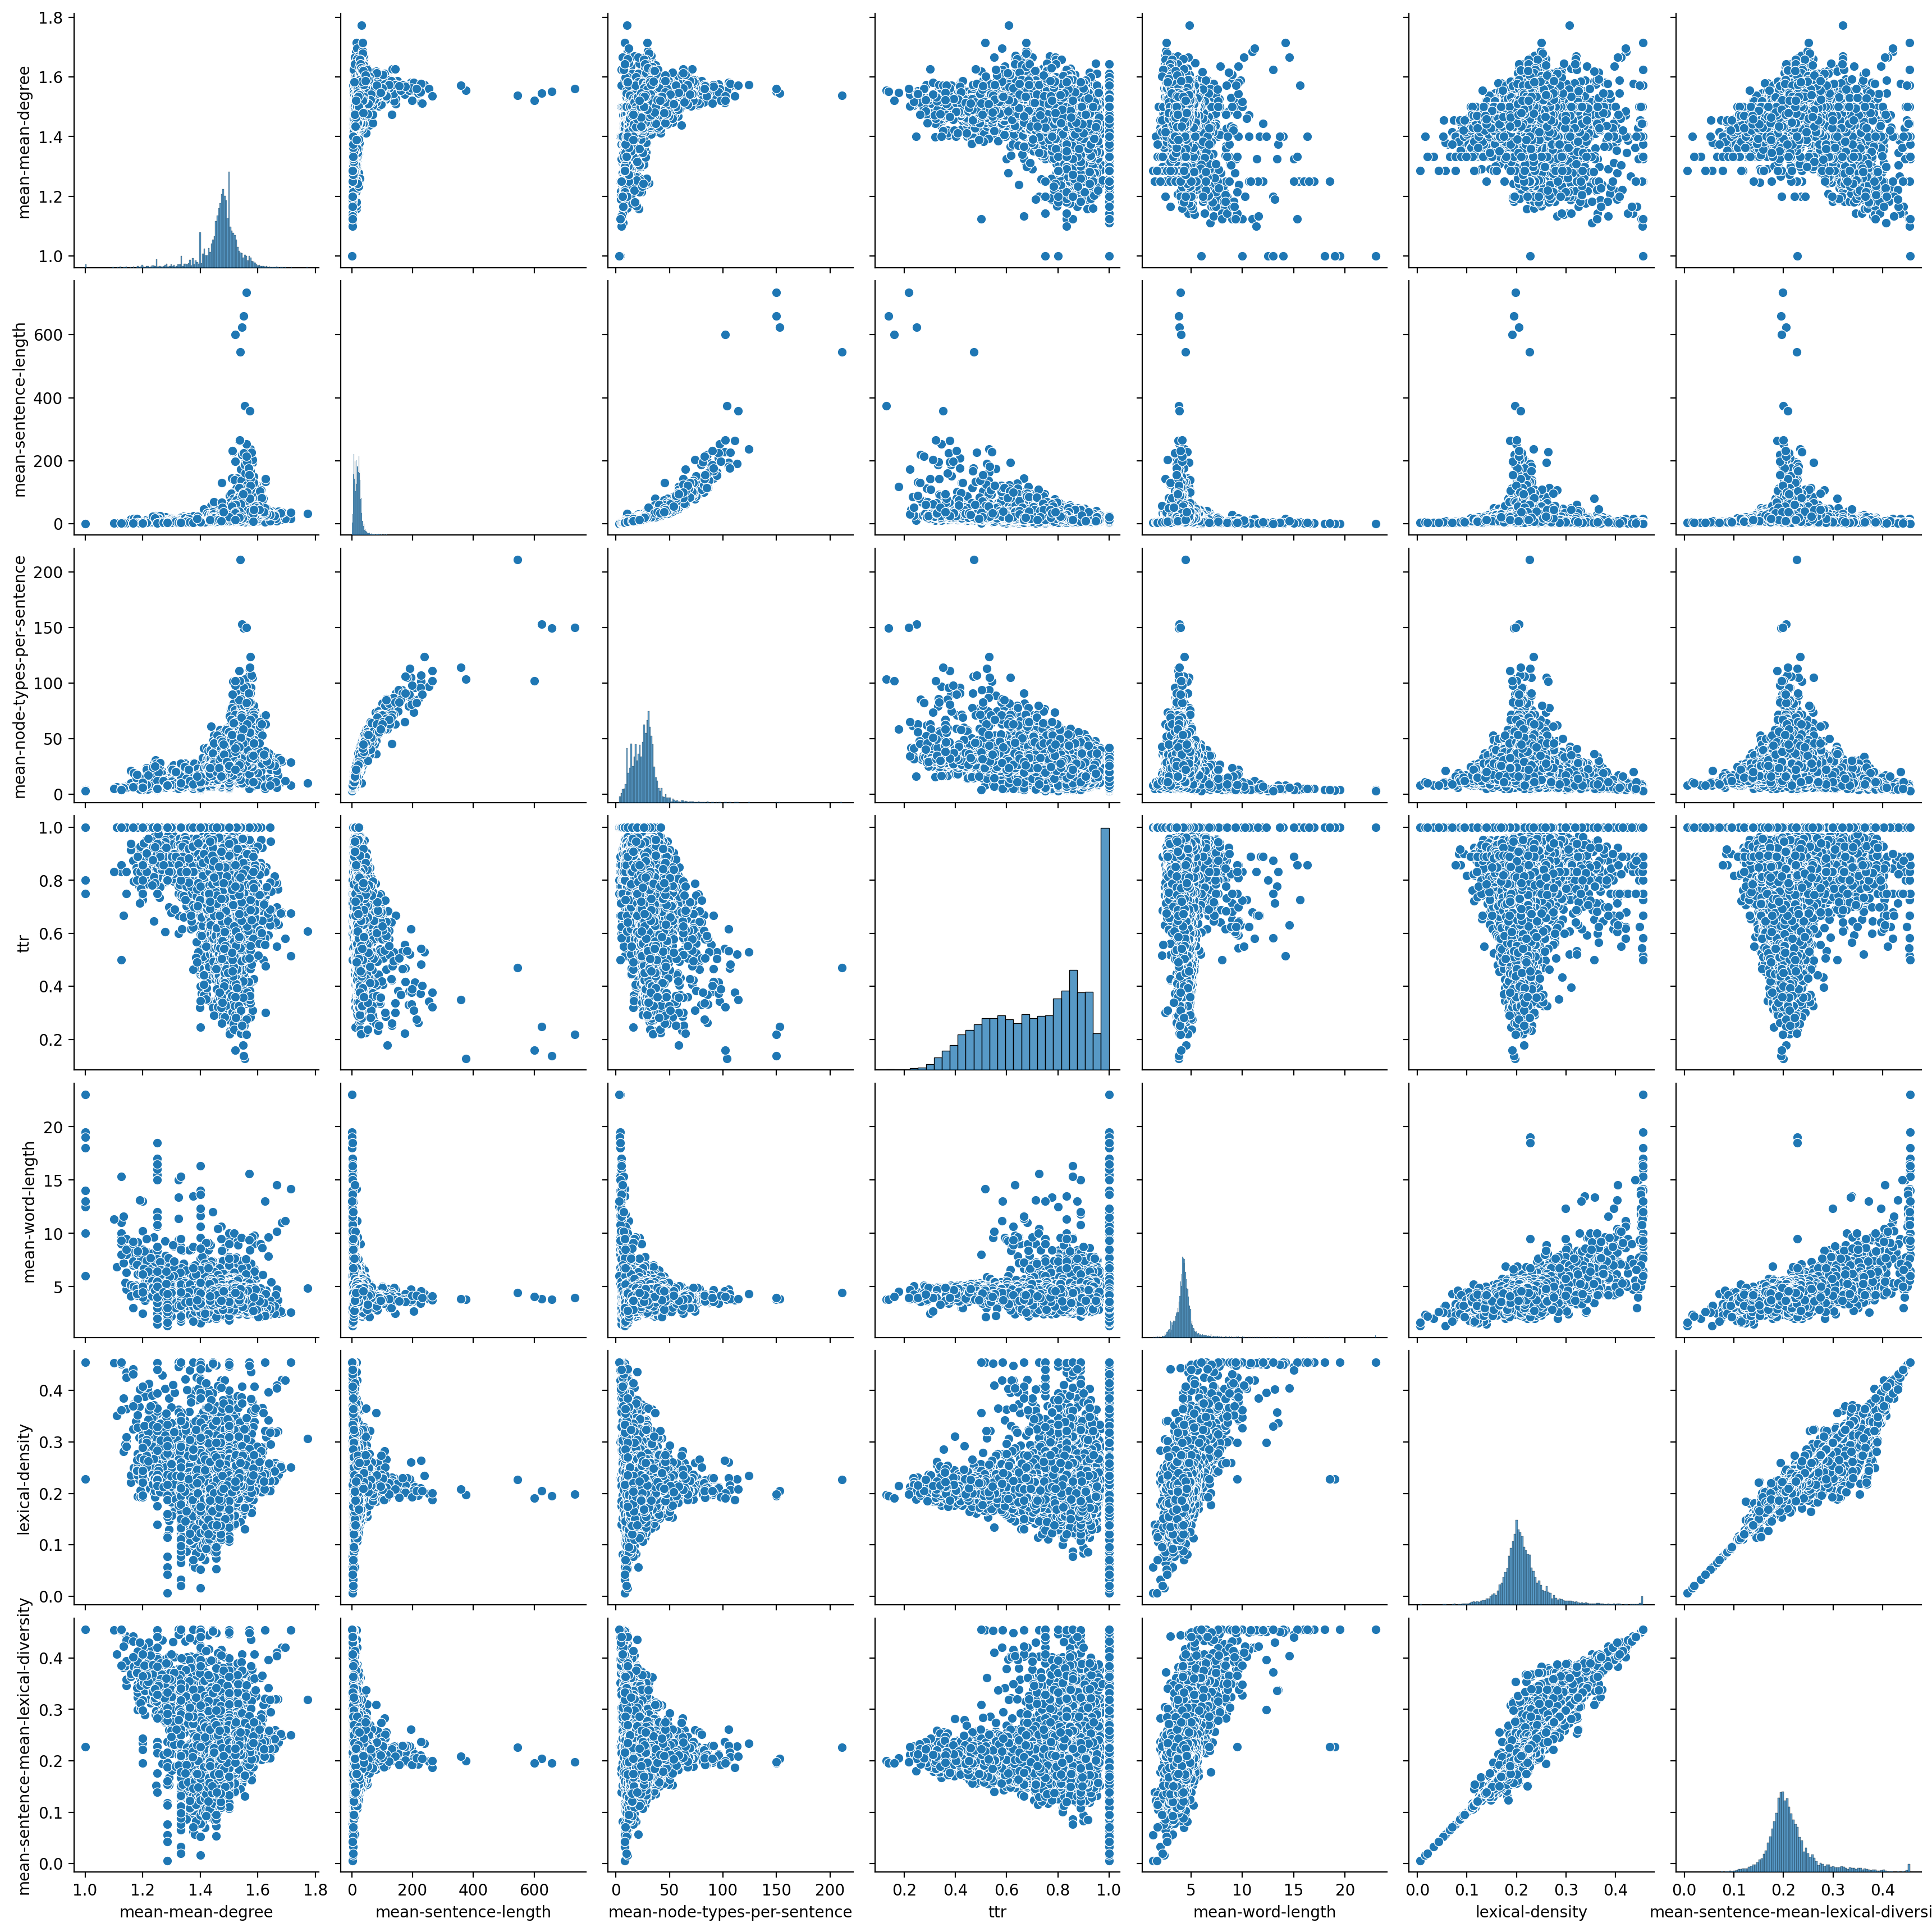 1.8
1.6
1.4
1.2
1.0
mean-mean-degree
600
400
200
0
mean-sentence-length
200
150
100
50
0
mean-node-types-per-sentence
1.0
0.8
0.6
0.4
0.2
ttr
20
15
10
5
mean-word-length
0.4
0.3
0.2
0.1
0.0
lexical-density
0.4
0.3
0.2
0.1
0.0
mean-sentence-mean-lexical-diversity
1.0 1.2 1.4 1.6 1.8
mean-mean-degree
0 200 400 600
mean-sentence-length
0 50 100 150 200
mean-node-types-per-sentence
0.2 0.4 0.6 0.8 1.0
ttr
5 10 15 20
mean-word-length
0.0 0.1 0.2 0.3 0.4
lexical-density
0.0 0.1 0.2 0.3 0.4
mean-sentence-mean-lexical-diversi